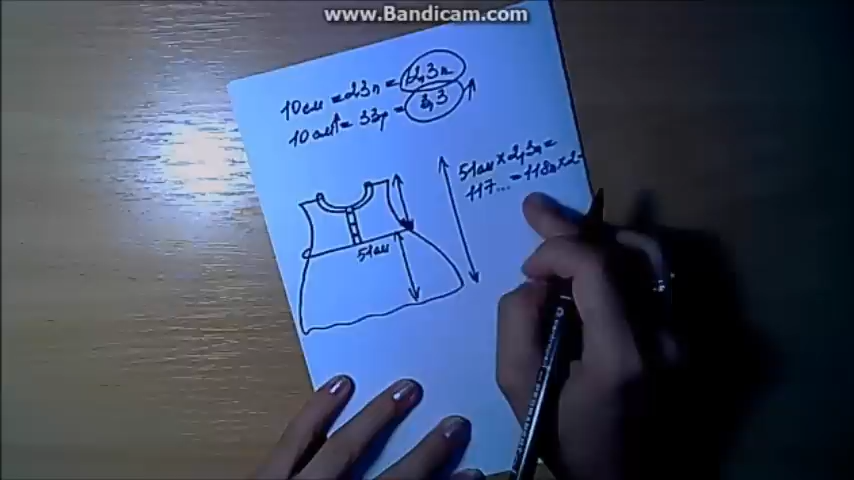 www.Bandicam.com
10см = 23п = 2,3п
10см↑ = 33р = 3,3
51см × 2,3п =
117... = 118п × 2
51см